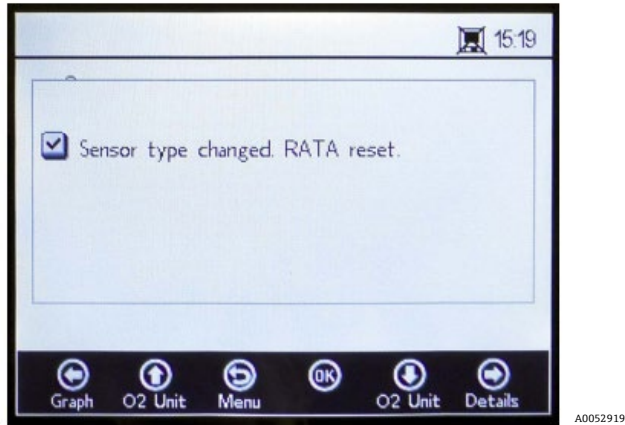 15:19
Sensor type changed. RATA reset.
OK
Graph O2 Unit Menu O2 Unit Details
A0052919